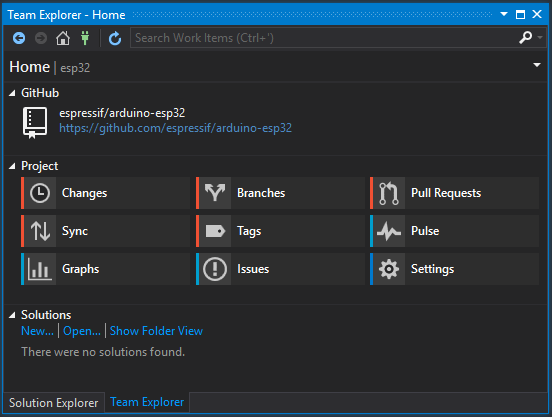 Team Explorer - Home
Search Work Items (Ctrl+')
Home | esp32
GitHub
espressif/arduino-esp32
https://github.com/espressif/arduino-esp32
Project
Changes Branches Pull Requests
Sync Tags Pulse
Graphs Issues Settings
Solutions
New... | Open... | Show Folder View
There were no solutions found.
Solution Explorer Team Explorer